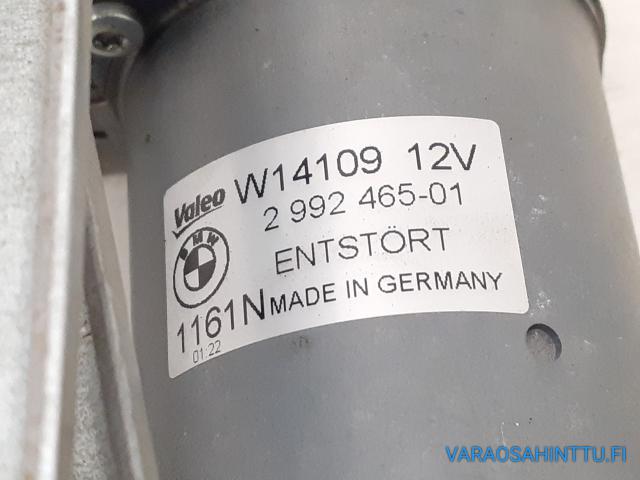 Valeo W14109 12V
2 992 465-01
BMW
ENTSTÖRT
1161N MADE IN GERMANY
01:22
VARAOSAHINTTU.FI